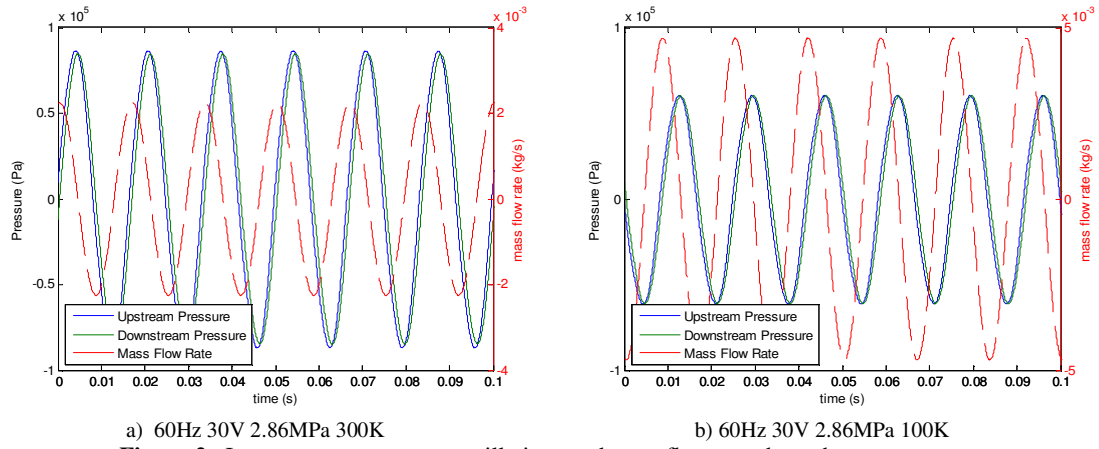 x 10^5
x 10^-3
1
0.5
0
-0.5
-1
Pressure (Pa)
4
2
0
-2
-4
mass flow rate (kg/s)
Upstream Pressure
Downstream Pressure
Mass Flow Rate
0 0.01 0.02 0.03 0.04 0.05 0.06 0.07 0.08 0.09 0.1
time (s)
a) 60Hz 30V 2.86MPa 300K
x 10^5
x 10^-3
1
0
-1
Pressure (Pa)
5
0
-5
mass flow rate (kg/s)
Upstream Pressure
Downstream Pressure
Mass Flow Rate
0 0.01 0.02 0.03 0.04 0.05 0.06 0.07 0.08 0.09 0.1
time (s)
b) 60Hz 30V 2.86MPa 100K